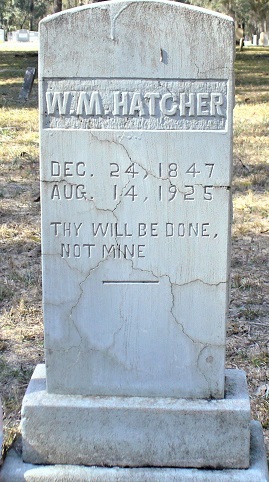 W.M. HATCHER
DEC. 24, 1847
AUG. 14, 1925
THY WILL BE DONE,
NOT MINE